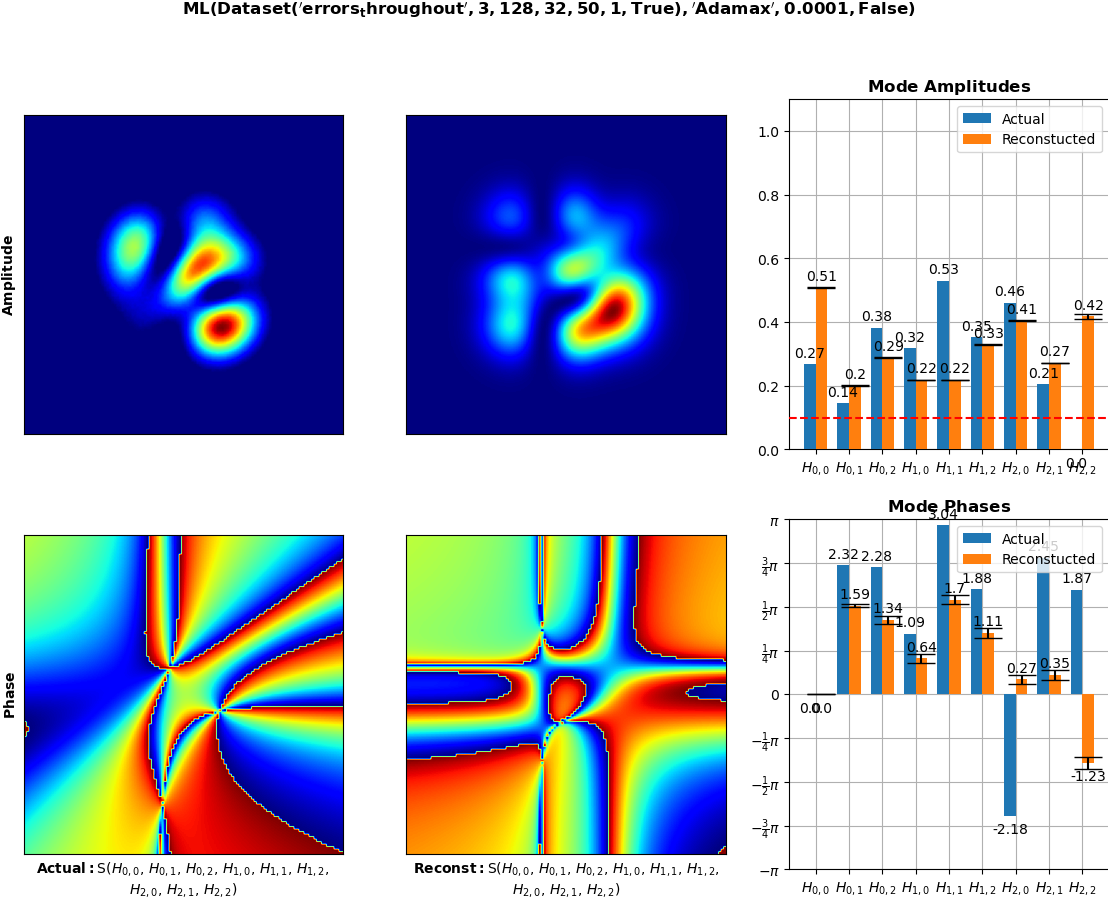 ML(Dataset('errors_throughout', 3, 128, 32, 50, 1, True), 'Adamax', 0.0001, False)
Amplitude
Mode Amplitudes
Actual
Reconstucted
1.0
0.8
0.6
0.4
0.2
0.0
0.27 0.51 0.14 0.2 0.38 0.29 0.32 0.22 0.53 0.22 0.35 0.33 0.46 0.41 0.21 0.27 0.0 0.42
H0,0 H0,1 H0,2 H1,0 H1,1 H1,2 H2,0 H2,1 H2,2
Phase
Mode Phases
Actual
Reconstucted
π
3/4π
1/2π
1/4π
0
−1/4π
−1/2π
−3/4π
−π
0.0 0.0 2.32 1.59 2.28 1.34 1.09 0.64 3.04 1.7 1.88 1.11 -2.18 0.27 2.45 0.35 1.87 -1.23
H0,0 H0,1 H0,2 H1,0 H1,1 H1,2 H2,0 H2,1 H2,2
Actual: S(H0,0, H0,1, H0,2, H1,0, H1,1, H1,2,
H2,0, H2,1, H2,2)
Reconst: S(H0,0, H0,1, H0,2, H1,0, H1,1, H1,2,
H2,0, H2,1, H2,2)